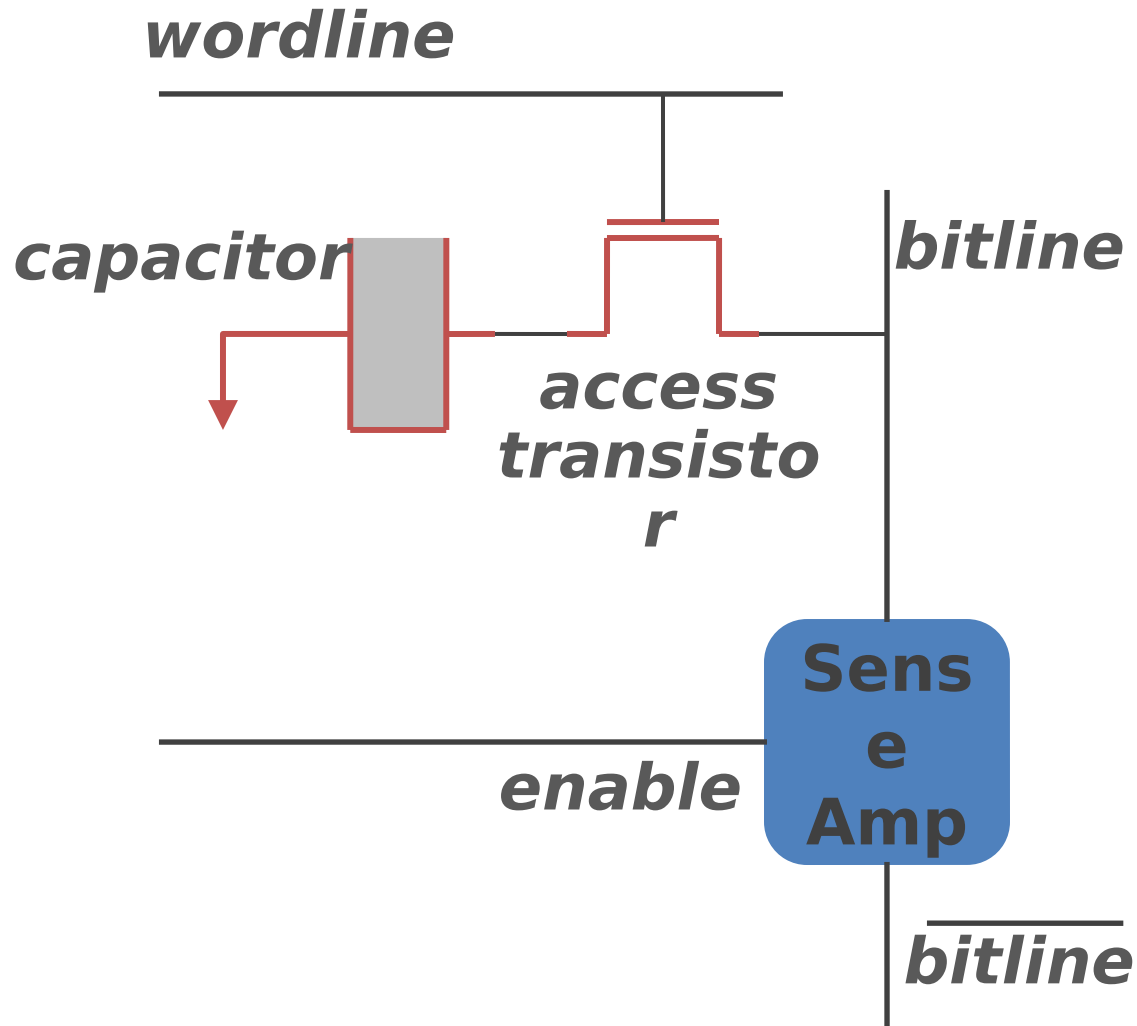 wordline
capacitor
bitline
access
transisto
r
Sens
e
Amp
enable
bitline